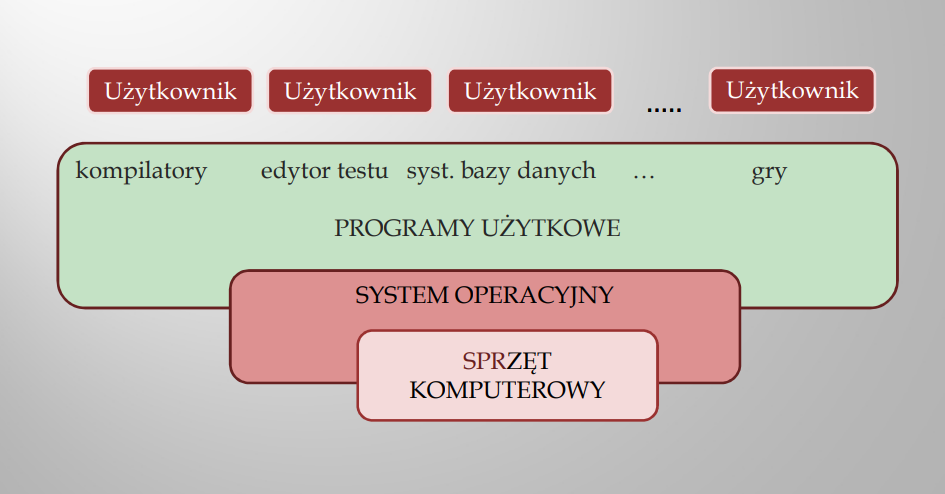 Użytkownik Użytkownik Użytkownik ..... Użytkownik
kompilatory edytor testu syst. bazy danych ... gry
PROGRAMY UŻYTKOWE
SYSTEM OPERACYJNY
SPRZĘT
KOMPUTEROWY